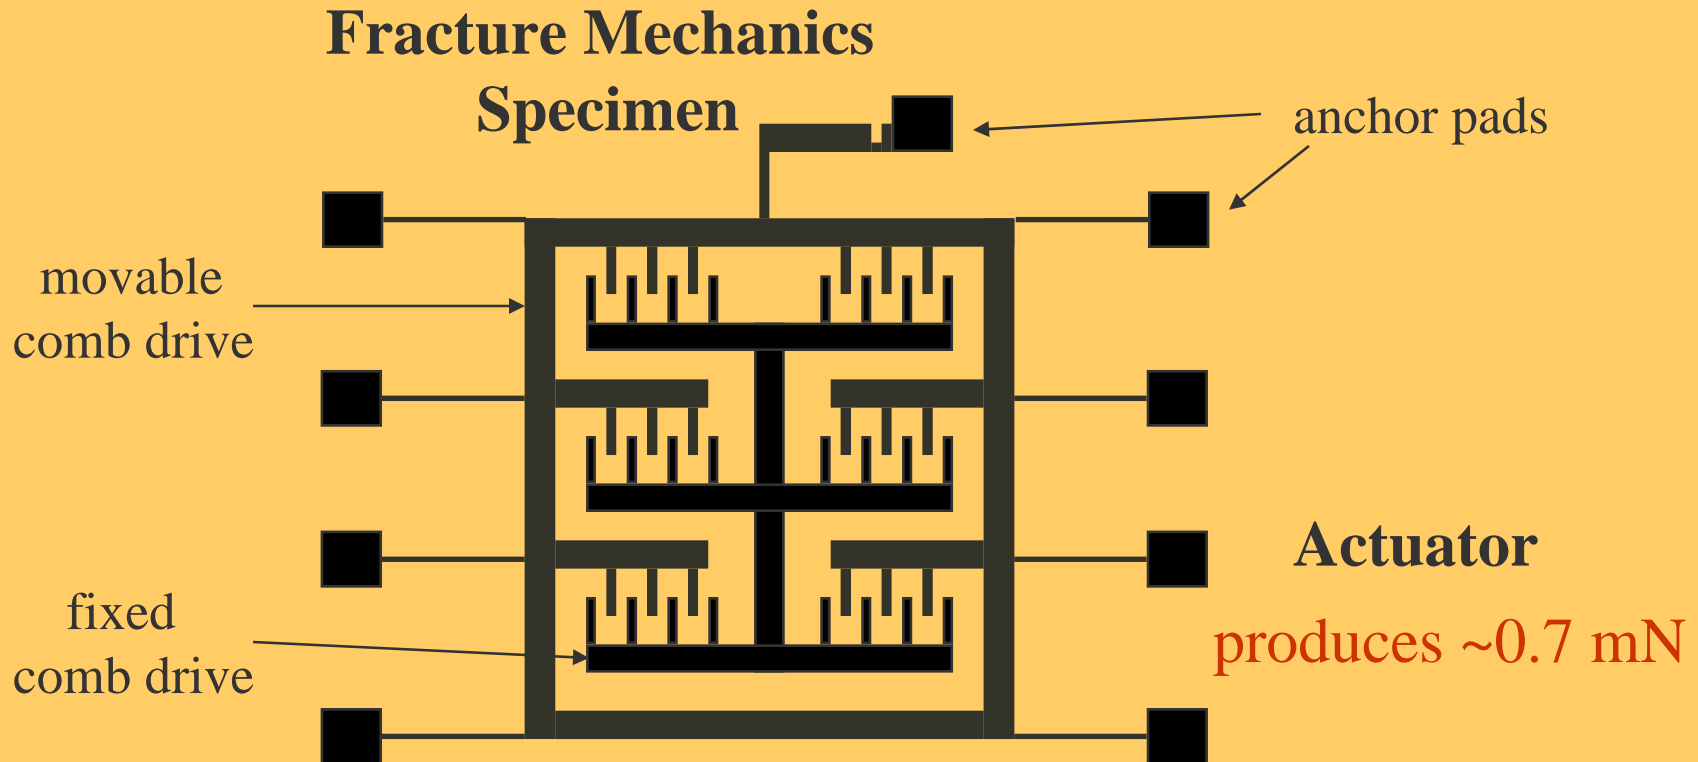 Fracture Mechanics
Specimen
anchor pads
movable
comb drive
Actuator
fixed
produces ~0.7 mN
comb drive